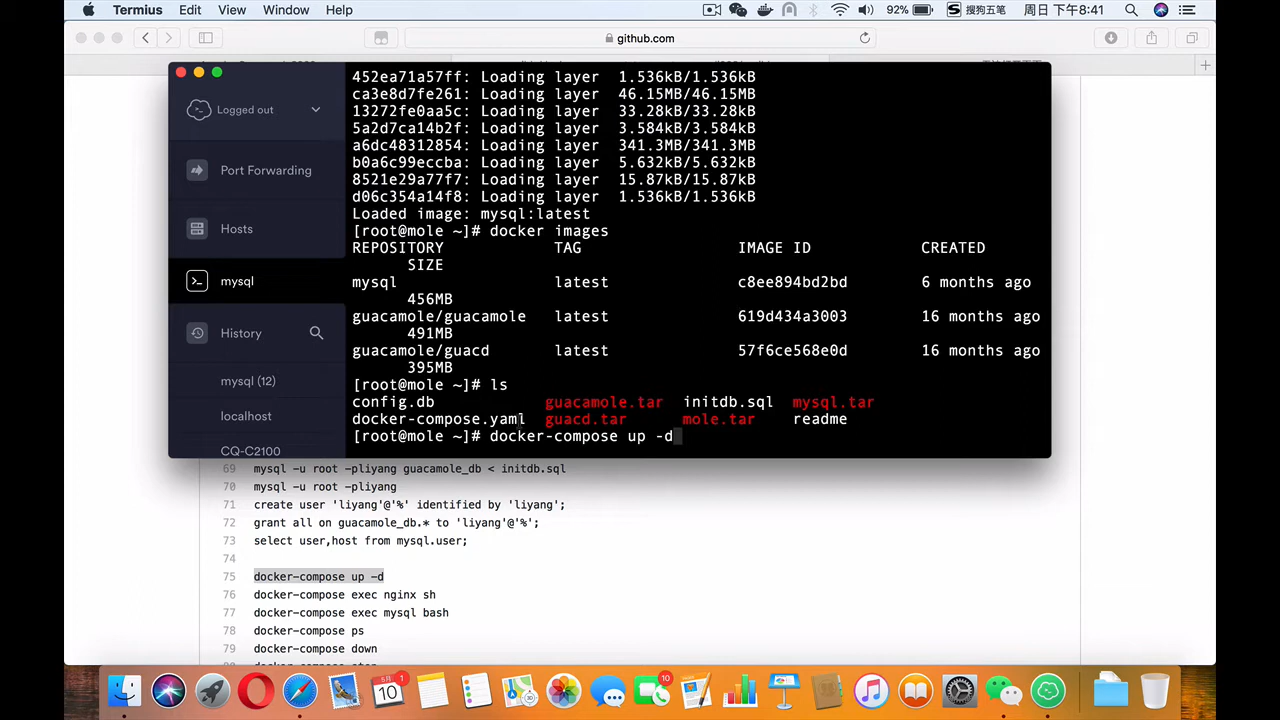 Termius Edit View Window Help 92% 搜狗五笔 周日 下午8:41
github.com
Logged out
Port Forwarding
Hosts
mysql
History
mysql (12)
localhost
CQ-C2100
452ea71a57ff: Loading layer 1.536kB/1.536kB
ca3e8d7fe261: Loading layer 46.15MB/46.15MB
13272fe0aa5c: Loading layer 33.28kB/33.28kB
5a2d7ca14b2f: Loading layer 3.584kB/3.584kB
a6dc48312854: Loading layer 341.3MB/341.3MB
b0a6c99eccba: Loading layer 5.632kB/5.632kB
8521e29a77f7: Loading layer 15.87kB/15.87kB
d06c354a14f8: Loading layer 1.536kB/1.536kB
Loaded image: mysql:latest
[root@mole ~]# docker images
REPOSITORY TAG IMAGE ID CREATED
SIZE
mysql latest c8ee894bd2bd 6 months ago
456MB
guacamole/guacamole latest 619d434a3003 16 months ago
491MB
guacamole/guacd latest 57f6ce568e0d 16 months ago
395MB
[root@mole ~]# ls
config.db guacamole.tar initdb.sql mysql.tar
docker-compose.yaml guacd.tar mole.tar readme
[root@mole ~]# docker-compose up -d
69 mysql -u root -pliyang guacamole_db < initdb.sql
70 mysql -u root -pliyang
71 create user 'liyang'@'%' identified by 'liyang';
72 grant all on guacamole_db.* to 'liyang'@'%';
73 select user,host from mysql.user;
74
75 docker-compose up -d
76 docker-compose exec nginx sh
77 docker-compose exec mysql bash
78 docker-compose ps
79 docker-compose down
MAY
10
1
10